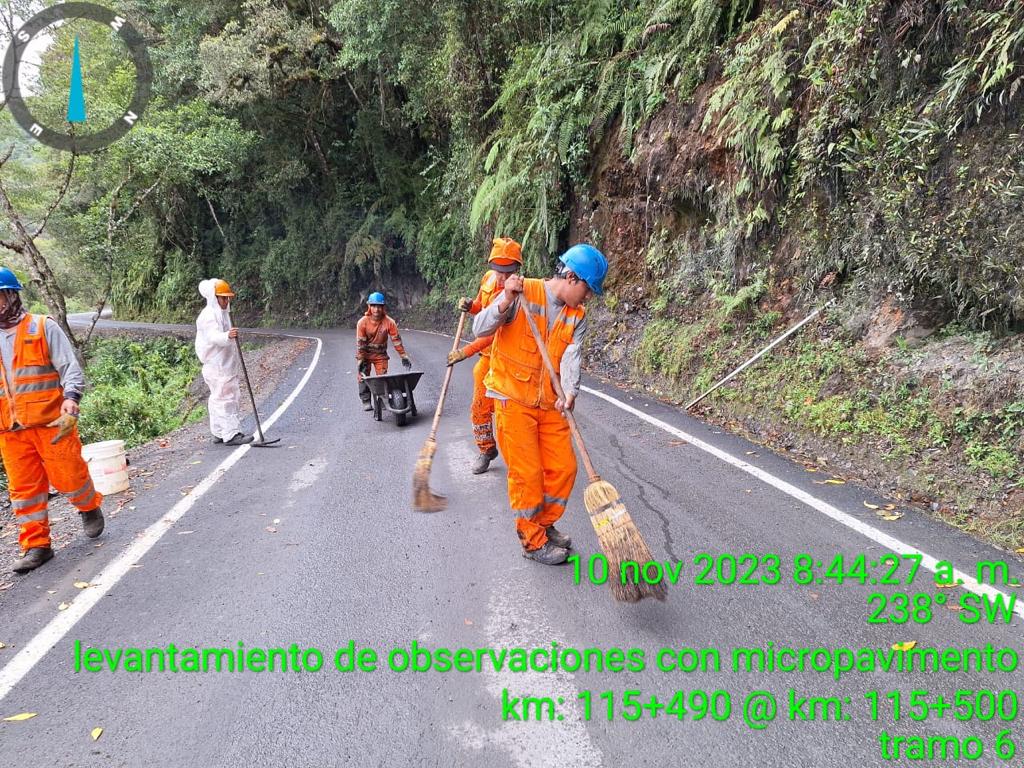 S
E
N
10 nov 2023 8:44:27 a. m.
238° SW
levantamiento de observaciones con micropavimento
km: 115+490 @ km: 115+500
tramo 6